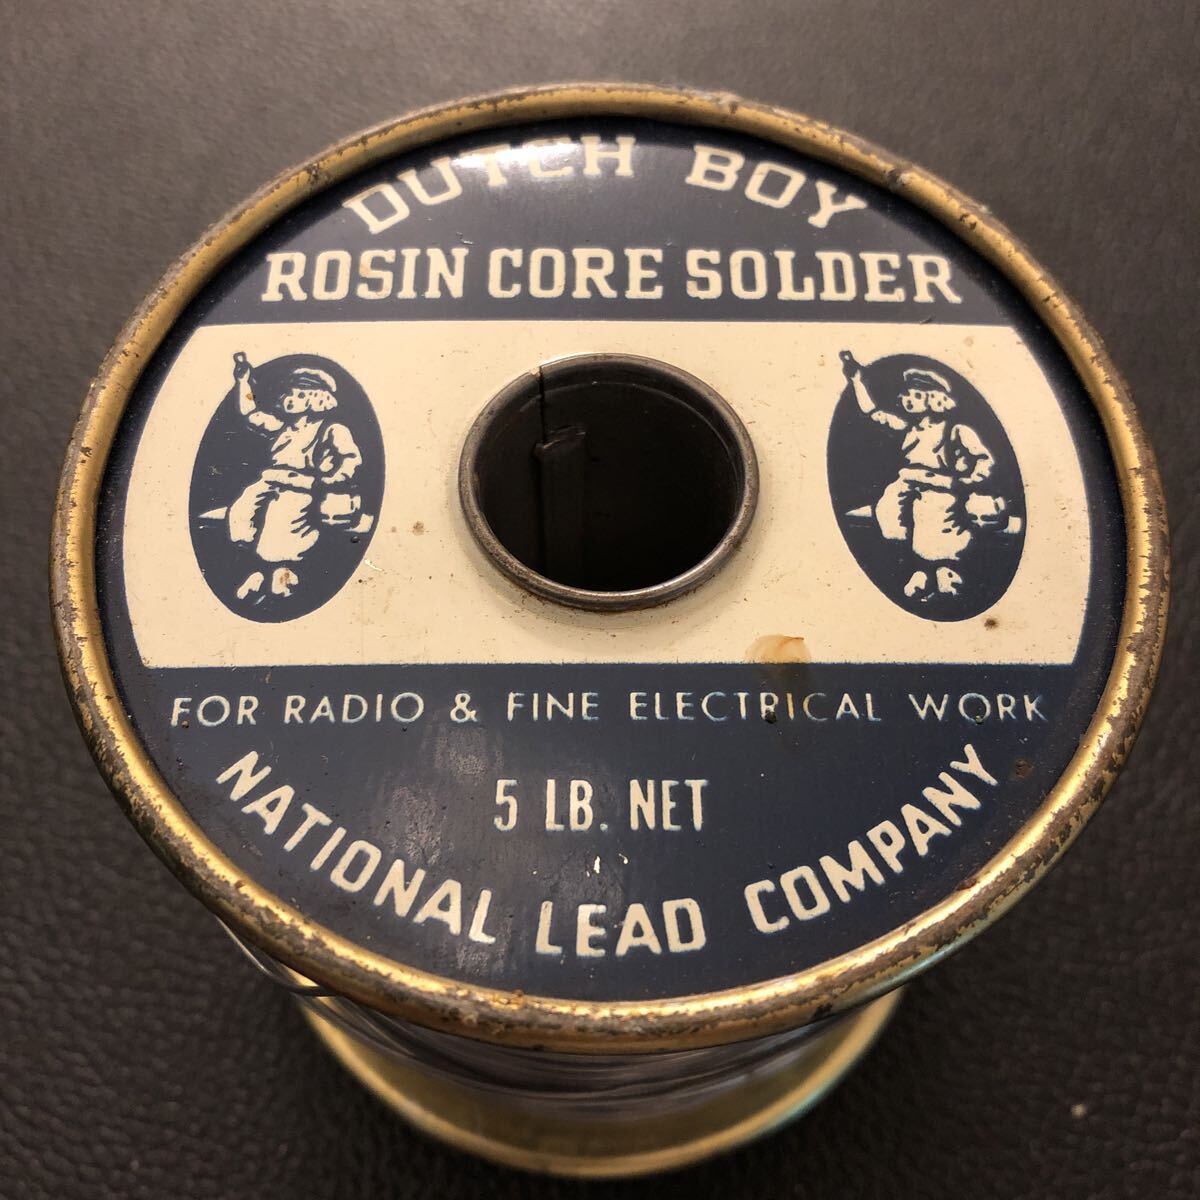 DUTCH BOY
ROSIN CORE SOLDER
FOR RADIO & FINE ELECTRICAL WORK
5 LB. NET
NATIONAL LEAD COMPANY